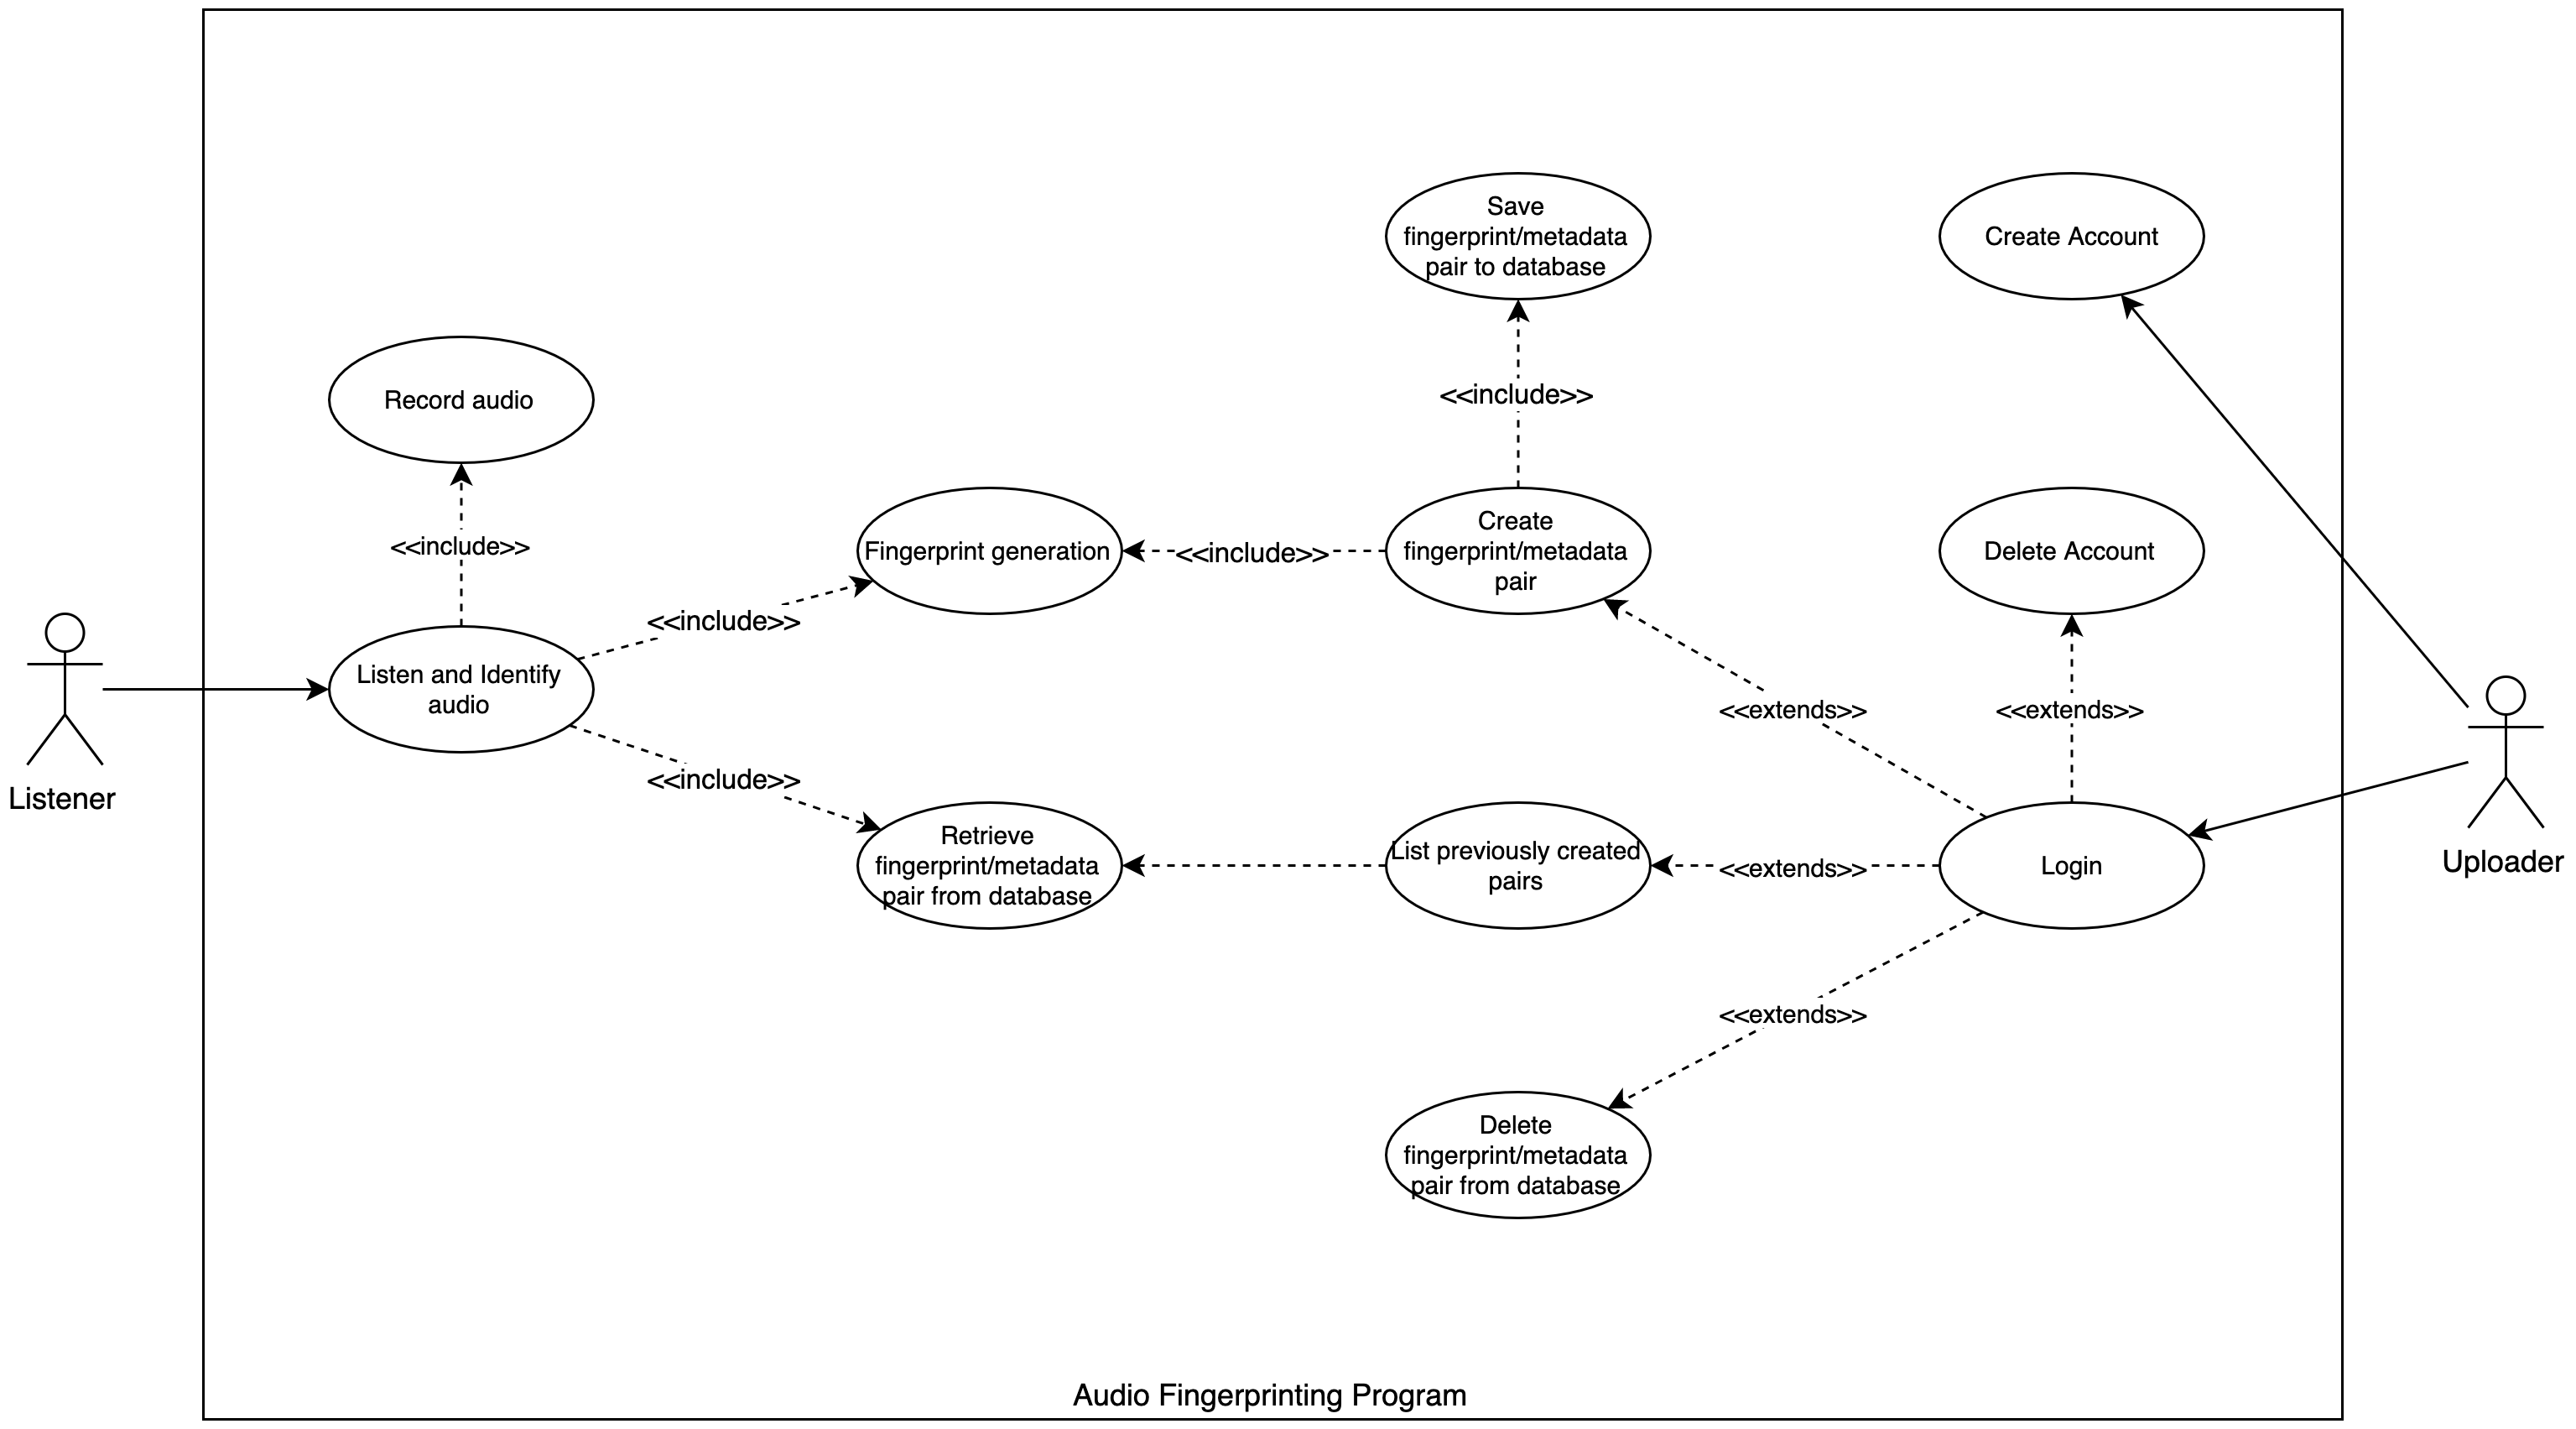 Save
fingerprint/metadata
pair to database
Create Account
Record audio
<<include>>
<<include>>
Fingerprint generation
<<include>>
Create
fingerprint/metadata
pair
Delete Account
<<include>>
Listen and Identify
audio
<<extends>>
<<extends>>
<<include>>
Listener
Retrieve
fingerprint/metadata
pair from database
List previously created
pairs
<<extends>>
Login
Uploader
<<extends>>
Delete
fingerprint/metadata
pair from database
Audio Fingerprinting Program